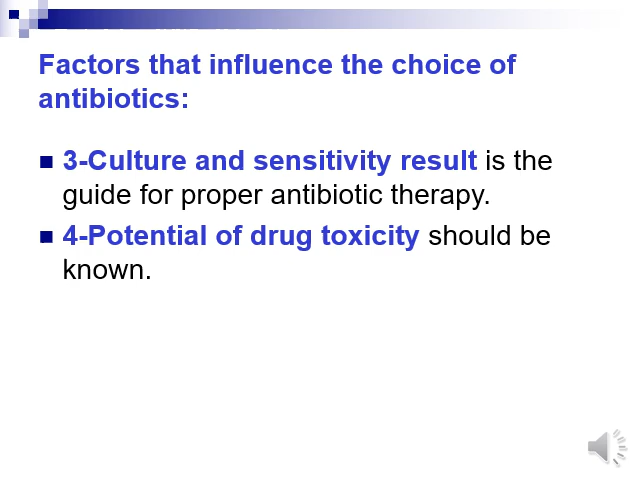 Factors that influence the choice of
antibiotics:
3-Culture and sensitivity result is the
guide for proper antibiotic therapy.
4-Potential of drug toxicity should be
known.